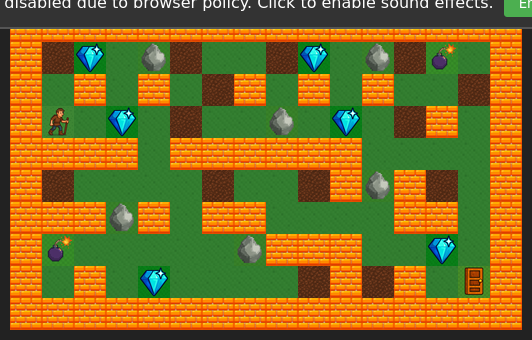 disabled due to browser policy. Click to enable sound effects.